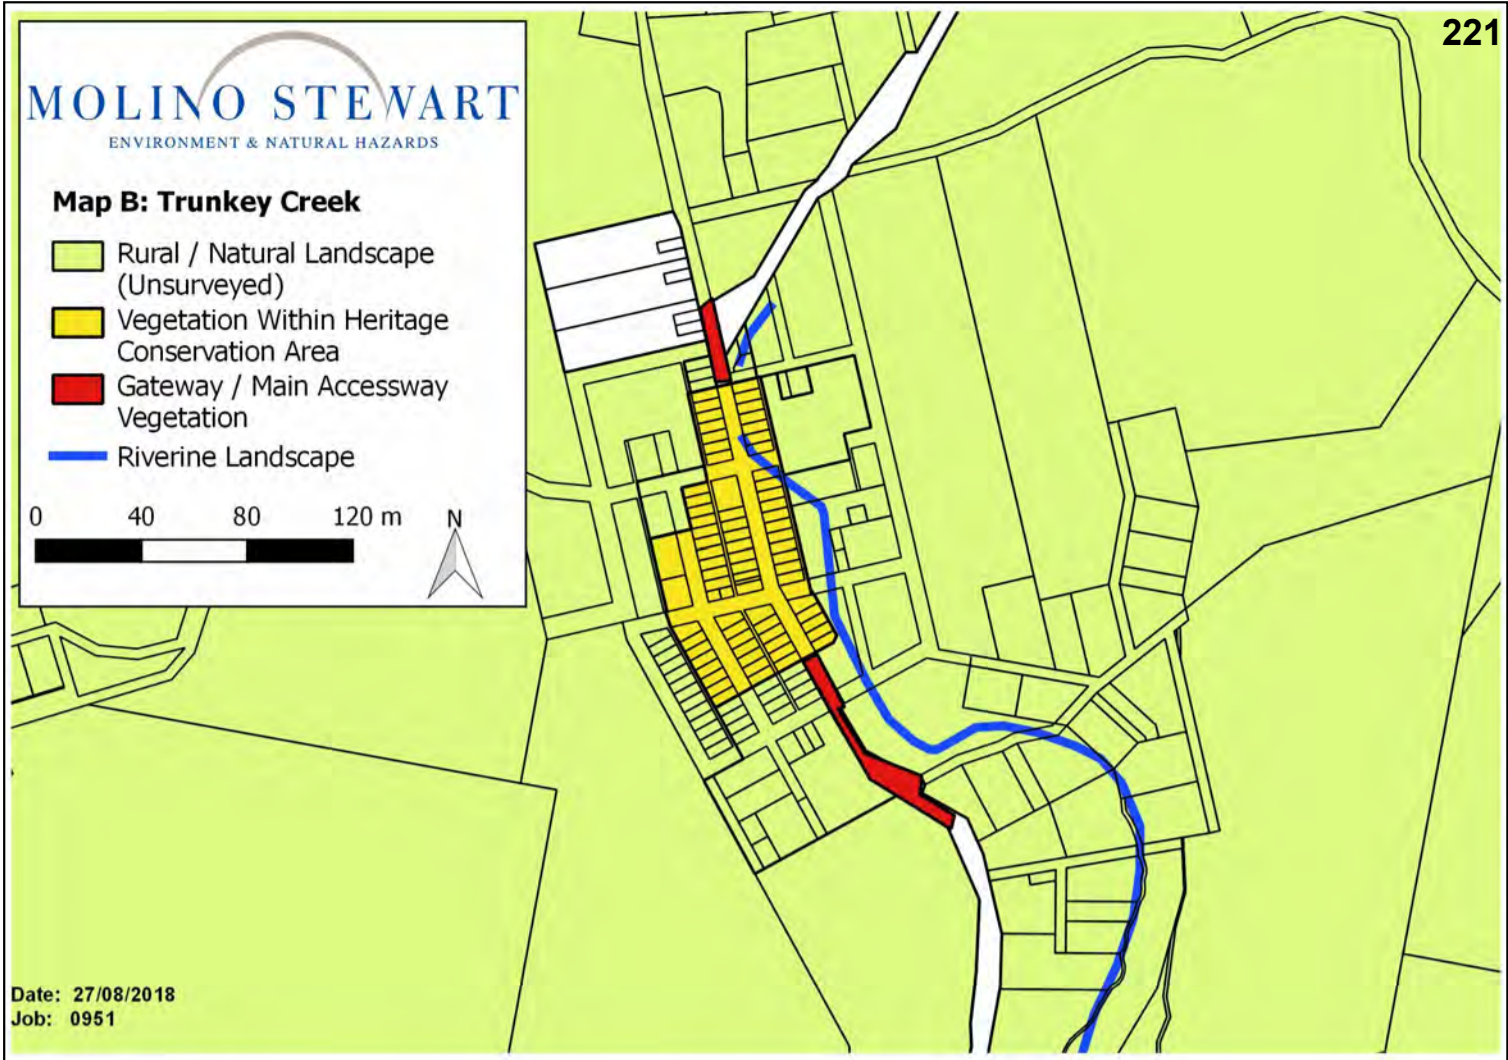 221
MOLINO STEWART
ENVIRONMENT & NATURAL HAZARDS
Map B: Trunkey Creek
Rural / Natural Landscape
(Unsurveyed)
Vegetation Within Heritage
Conservation Area
Gateway / Main Accessway
Vegetation
Riverine Landscape
0 40 80 120 m N
Date: 27/08/2018
Job: 0951